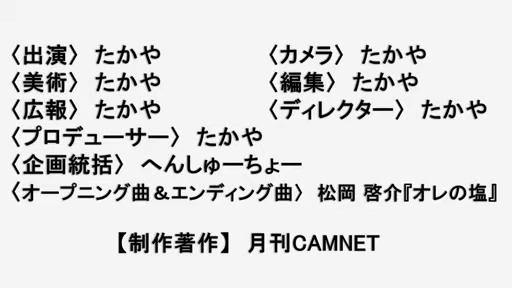 〈出演〉 たかや 〈カメラ〉 たかや
〈美術〉 たかや 〈編集〉 たかや
〈広報〉 たかや 〈ディレクター〉 たかや
〈プロデューサー〉 たかや
〈企画統括〉 へんしゅーちょー
〈オープニング曲＆エンディング曲〉 松岡 啓介『オレの塩』
【制作著作】 月刊CAMNET